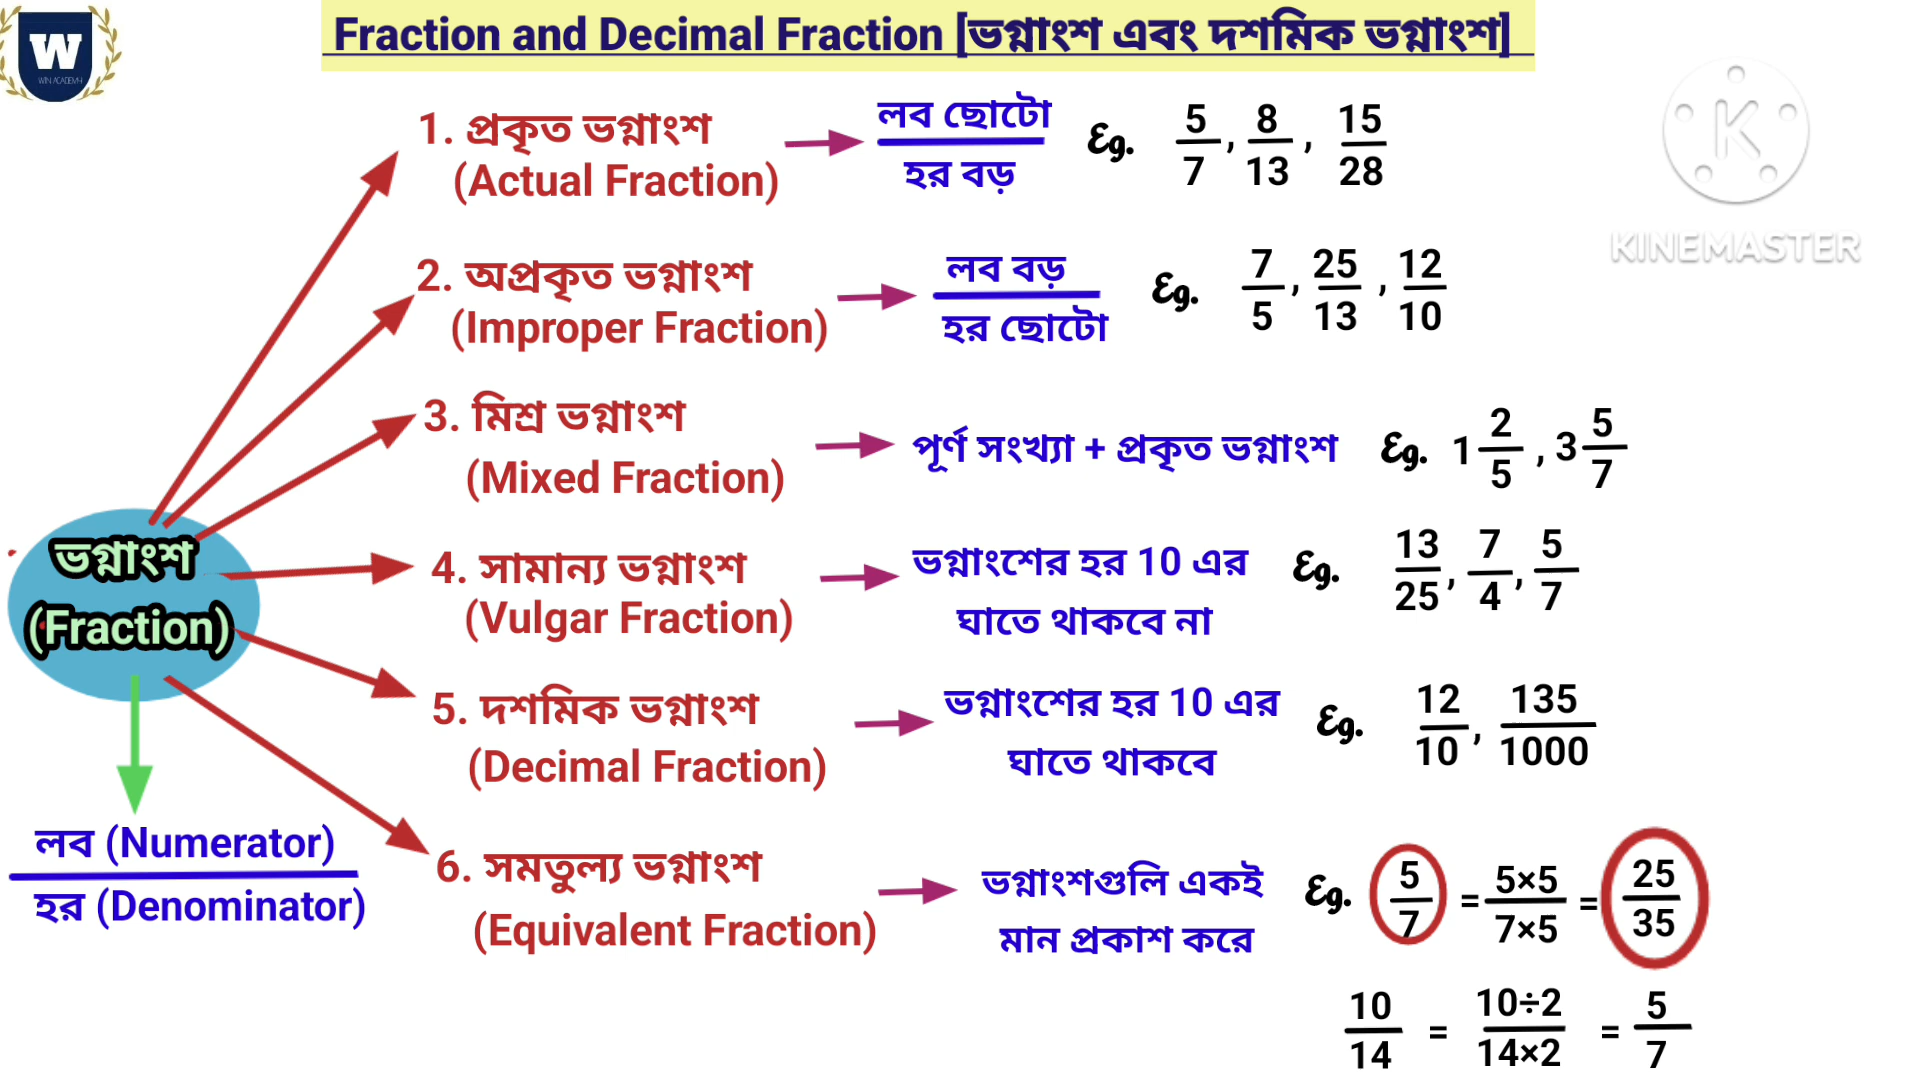 W
WIN ACADEMY
Fraction and Decimal Fraction [ভগ্নাংশ এবং দশমিক ভগ্নাংশ]
KINEMASTER
ভগ্নাংশ
(Fraction)
লব (Numerator)
হর (Denominator)
1. প্রকৃত ভগ্নাংশ
(Actual Fraction)
লব ছোটো
হর বড়
Eg. 5/7, 8/13, 15/28
2. অপ্রকৃত ভগ্নাংশ
(Improper Fraction)
লব বড়
হর ছোটো
Eg. 7/5, 25/13, 12/10
3. মিশ্র ভগ্নাংশ
(Mixed Fraction)
পূর্ণ সংখ্যা + প্রকৃত ভগ্নাংশ
Eg. 1 2/5, 3 5/7
4. সামান্য ভগ্নাংশ
(Vulgar Fraction)
ভগ্নাংশের হর 10 এর
ঘাতে থাকবে না
Eg. 13/25, 7/4, 5/7
5. দশমিক ভগ্নাংশ
(Decimal Fraction)
ভগ্নাংশের হর 10 এর
ঘাতে থাকবে
Eg. 12/10, 135/1000
6. সমতুল্য ভগ্নাংশ
(Equivalent Fraction)
ভগ্নাংশগুলি একই
মান প্রকাশ করে
Eg. 5/7 = 5×5/7×5 = 25/35
10/14 = 10÷2/14×2 = 5/7